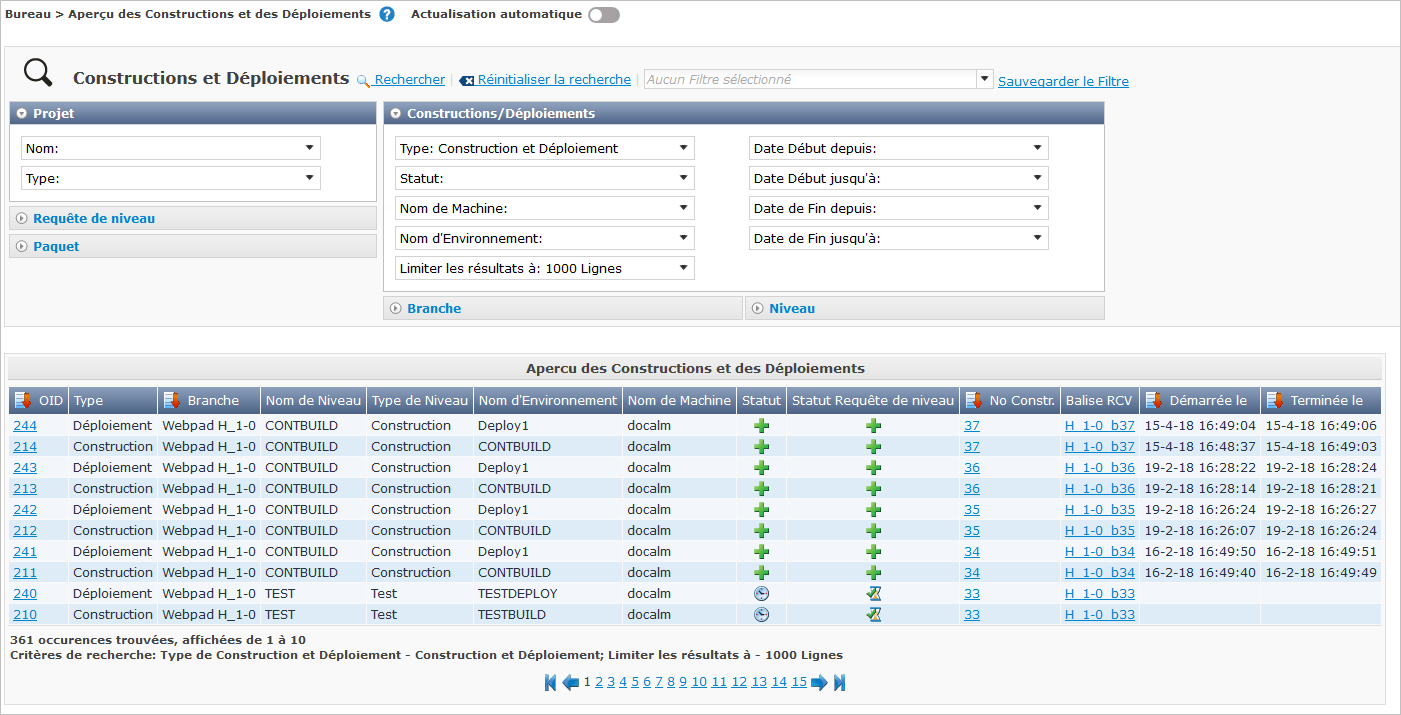 Bureau > Aperçu des Constructions et des Déploiements ? Actualisation automatique
Constructions et Déploiements Rechercher | Réinitialiser la recherche | Aucun Filtre sélectionné Sauvegarder le Filtre
Projet
Nom:
Type:
Requête de niveau
Paquet
Constructions/Déploiements
Type: Construction et Déploiement Date Début depuis:
Statut: Date Début jusqu'à:
Nom de Machine: Date de Fin depuis:
Nom d'Environnement: Date de Fin jusqu'à:
Limiter les résultats à: 1000 Lignes
Branche Niveau
Apercu des Constructions et des Déploiements
OID Type Branche Nom de Niveau Type de Niveau Nom d'Environnement Nom de Machine Statut Statut Requête de niveau No Constr. Balise RCV Démarrée le Terminée le
244 Déploiement Webpad H_1-0 CONTBUILD Construction Deploy1 docalm 37 H_1-0_b37 15-4-18 16:49:04 15-4-18 16:49:06
214 Construction Webpad H_1-0 CONTBUILD Construction CONTBUILD docalm 37 H_1-0_b37 15-4-18 16:48:37 15-4-18 16:49:03
243 Déploiement Webpad H_1-0 CONTBUILD Construction Deploy1 docalm 36 H_1-0_b36 19-2-18 16:28:22 19-2-18 16:28:24
213 Construction Webpad H_1-0 CONTBUILD Construction CONTBUILD docalm 36 H_1-0_b36 19-2-18 16:28:14 19-2-18 16:28:21
242 Déploiement Webpad H_1-0 CONTBUILD Construction Deploy1 docalm 35 H_1-0_b35 19-2-18 16:26:24 19-2-18 16:26:27
212 Construction Webpad H_1-0 CONTBUILD Construction CONTBUILD docalm 35 H_1-0_b35 19-2-18 16:26:07 19-2-18 16:26:24
241 Déploiement Webpad H_1-0 CONTBUILD Construction Deploy1 docalm 34 H_1-0_b34 16-2-18 16:49:50 16-2-18 16:49:51
211 Construction Webpad H_1-0 CONTBUILD Construction CONTBUILD docalm 34 H_1-0_b34 16-2-18 16:49:40 16-2-18 16:49:49
240 Déploiement Webpad H_1-0 TEST Test TESTDEPLOY docalm 33 H_1-0_b33
210 Construction Webpad H_1-0 TEST Test TESTBUILD docalm 33 H_1-0_b33
361 occurences trouvées, affichées de 1 à 10
Critères de recherche: Type de Construction et Déploiement - Construction et Déploiement; Limiter les résultats à - 1000 Lignes
1 2 3 4 5 6 7 8 9 10 11 12 13 14 15